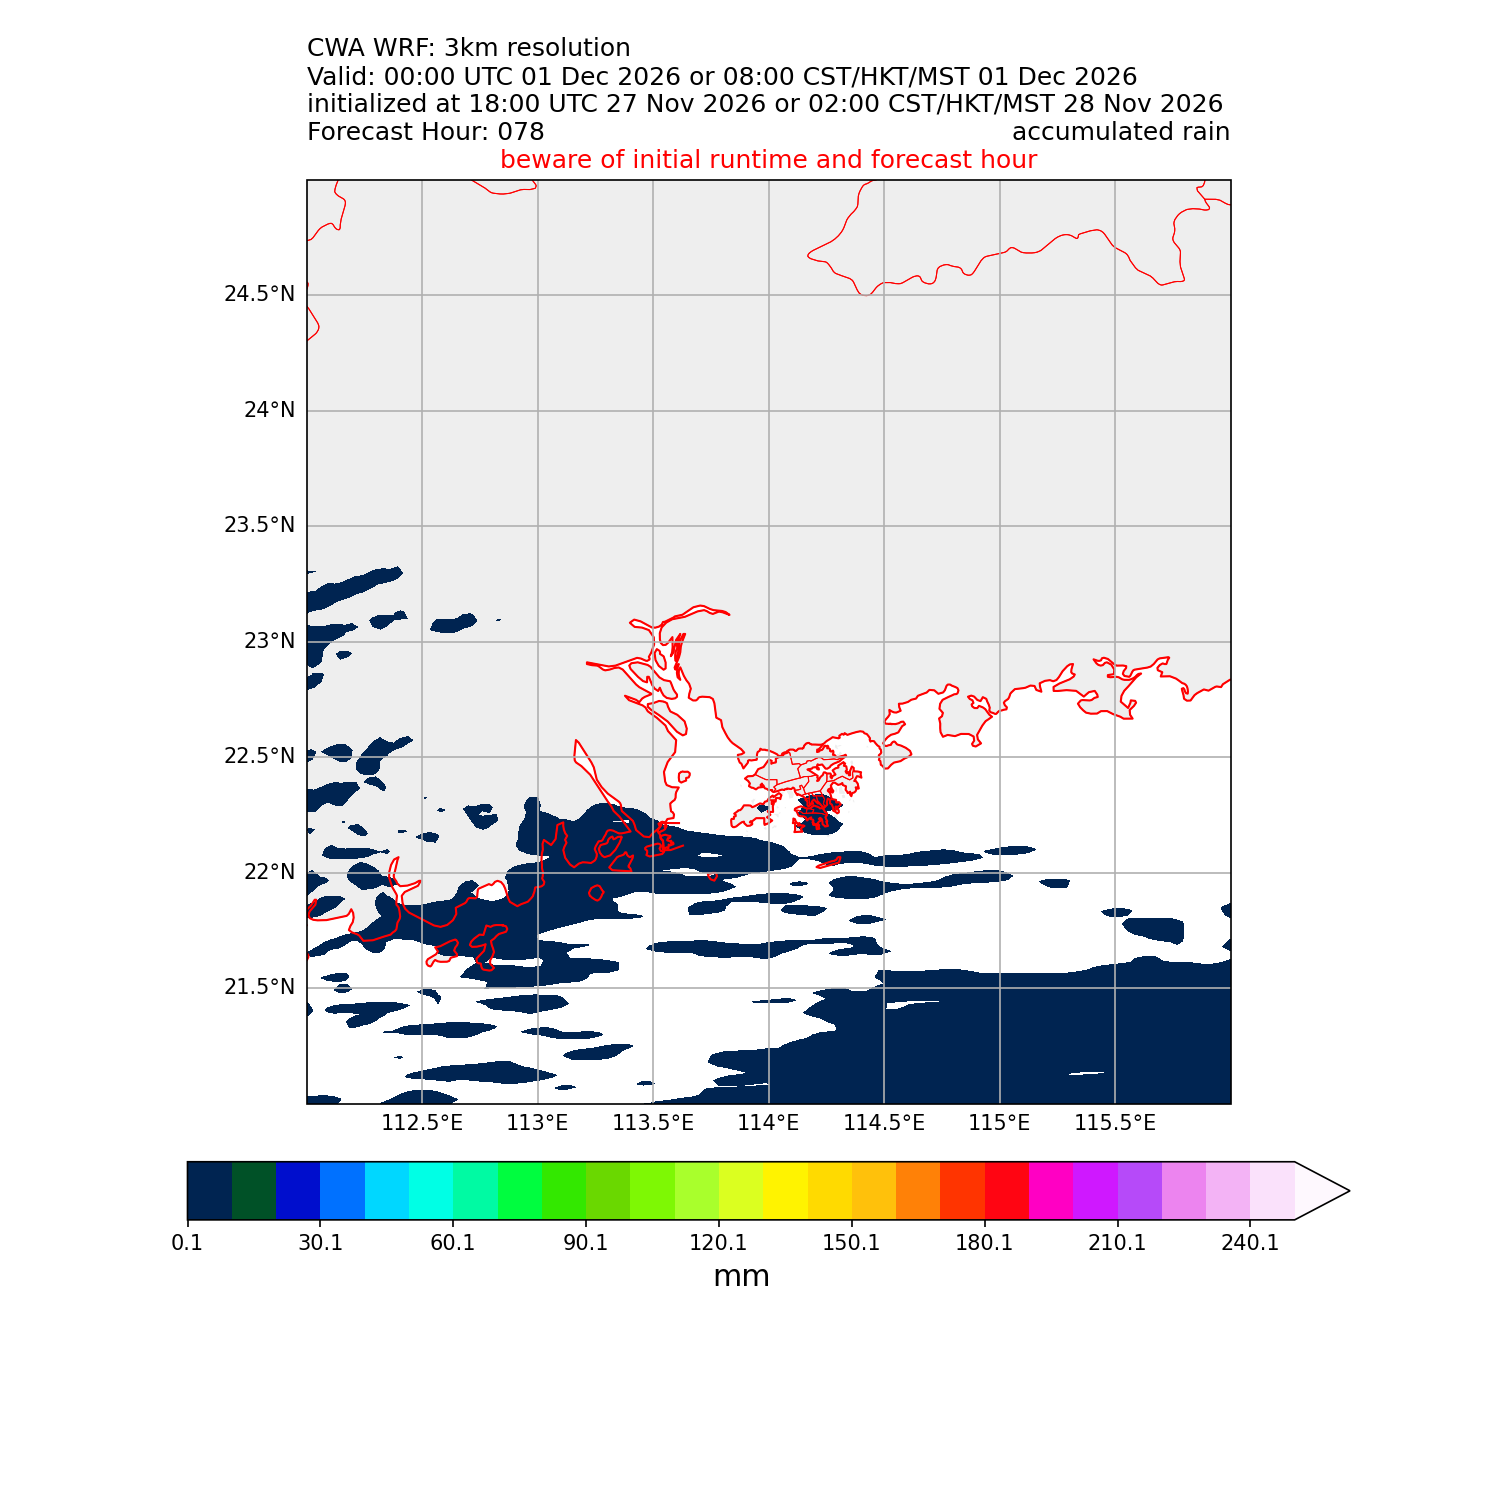 CWA WRF: 3km resolution
Valid: 00:00 UTC 01 Dec 2026 or 08:00 CST/HKT/MST 01 Dec 2026
initialized at 18:00 UTC 27 Nov 2026 or 02:00 CST/HKT/MST 28 Nov 2026
Forecast Hour: 078 accumulated rain
beware of initial runtime and forecast hour
24.5°N
24°N
23.5°N
23°N
22.5°N
22°N
21.5°N
112.5°E 113°E 113.5°E 114°E 114.5°E 115°E 115.5°E
0.1 30.1 60.1 90.1 120.1 150.1 180.1 210.1 240.1
mm